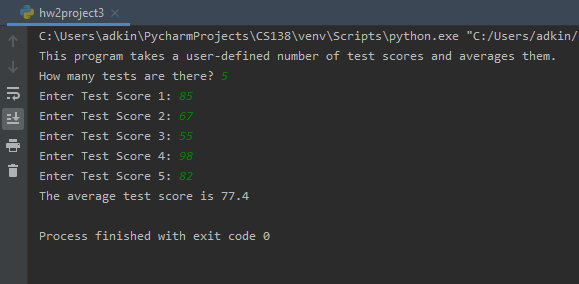 hw2project3
C:\Users\adkin\PycharmProjects\CS138\venv\Scripts\python.exe "C:/Users/adkin/
This program takes a user-defined number of test scores and averages them.
How many tests are there? 5
Enter Test Score 1: 85
Enter Test Score 2: 67
Enter Test Score 3: 55
Enter Test Score 4: 98
Enter Test Score 5: 82
The average test score is 77.4
Process finished with exit code 0